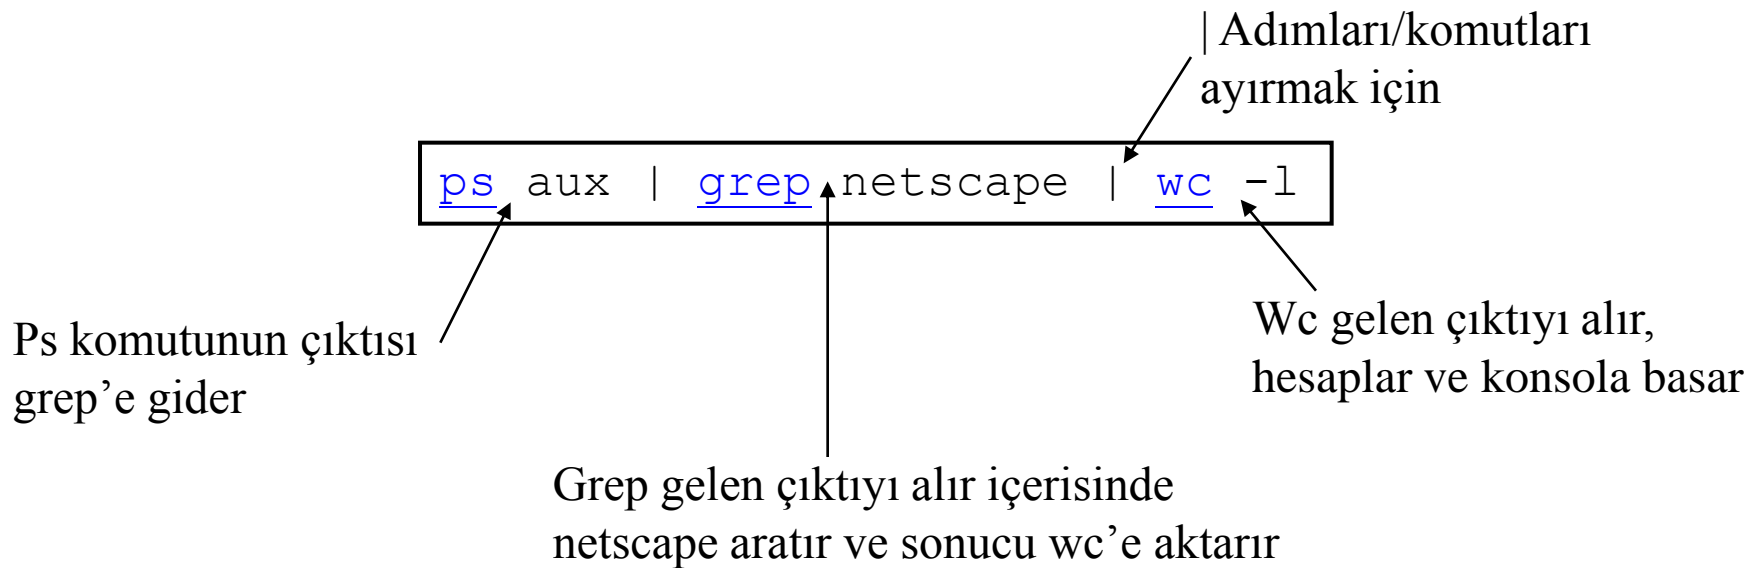 | Adımları/komutları
ayırmak için
ps aux | grep netscape | wc -l
Ps komutunun çıktısı
grep’e gider
Wc gelen çıktıyı alır,
hesaplar ve konsola basar
Grep gelen çıktıyı alır içerisinde
netscape aratır ve sonucu wc’e aktarır